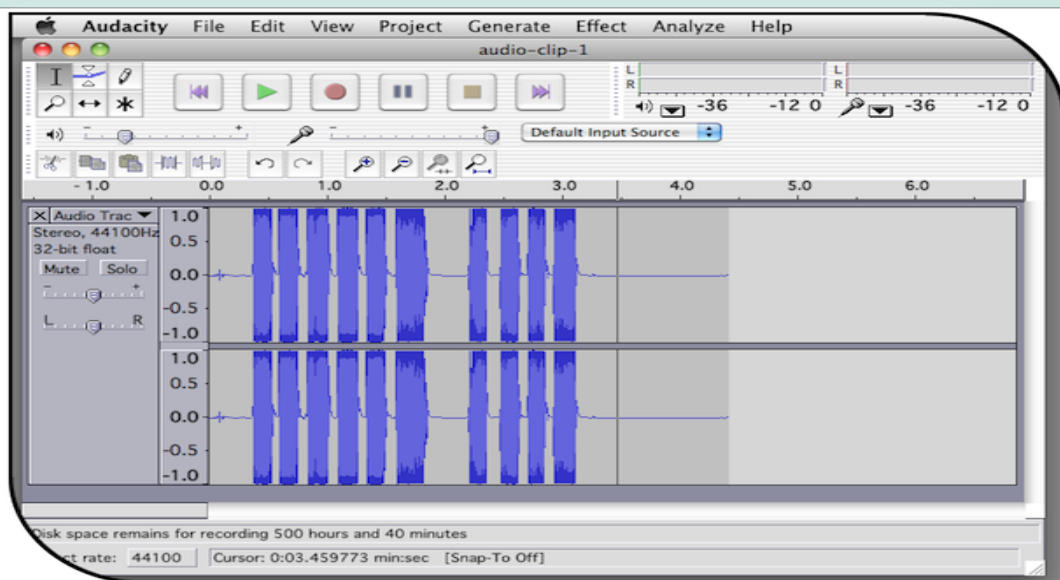 Audacity File Edit View Project Generate Effect Analyze Help
audio-clip-1
L
R
-36 -12 0
L
R
-36 -12 0
- + - +
Default Input Source
- 1.0 0.0 1.0 2.0 3.0 4.0 5.0 6.0
X Audio Trac
Stereo, 44100Hz
32-bit float
Mute Solo
- +
L R
1.0
0.5
0.0
-0.5
-1.0
1.0
0.5
0.0
-0.5
-1.0
Disk space remains for recording 500 hours and 40 minutes
ct rate: 44100 Cursor: 0:03.459773 min:sec [Snap-To Off]